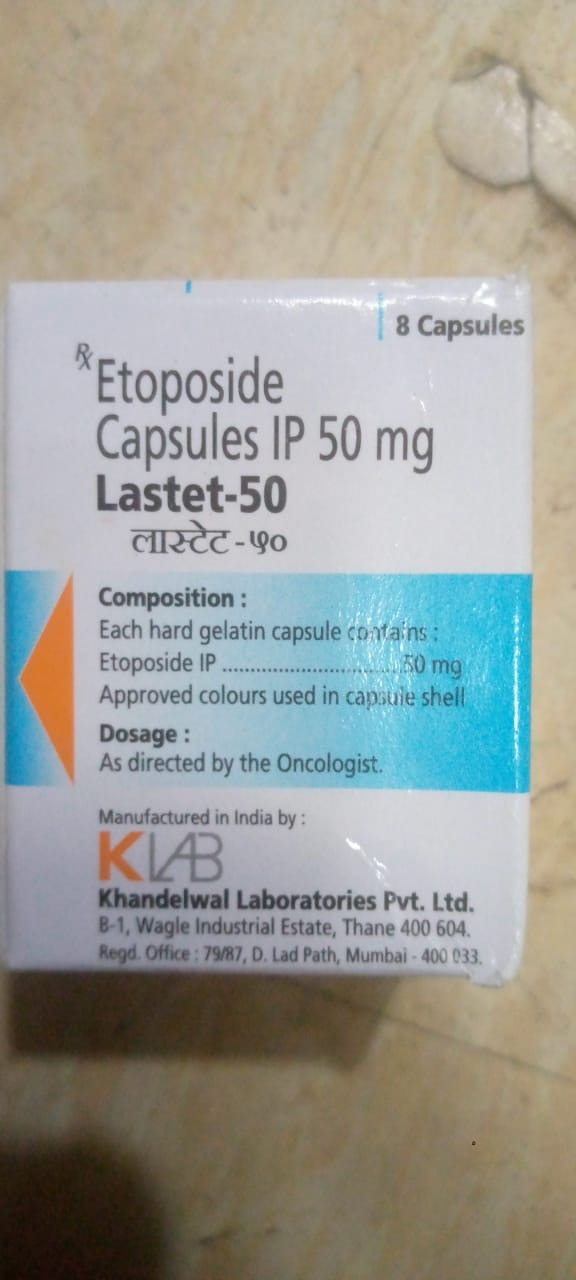 8 Capsules
Rx Etoposide
Capsules IP 50 mg
Lastet-50
लास्टेट - ५०
Composition :
Each hard gelatin capsule contains :
Etoposide IP ................................ 50 mg
Approved colours used in capsule shell
Dosage :
As directed by the Oncologist.
Manufactured in India by :
KLAB
Khandelwal Laboratories Pvt. Ltd.
B-1, Wagle Industrial Estate, Thane 400 604.
Regd. Office : 79/87, D. Lad Path, Mumbai - 400 033.